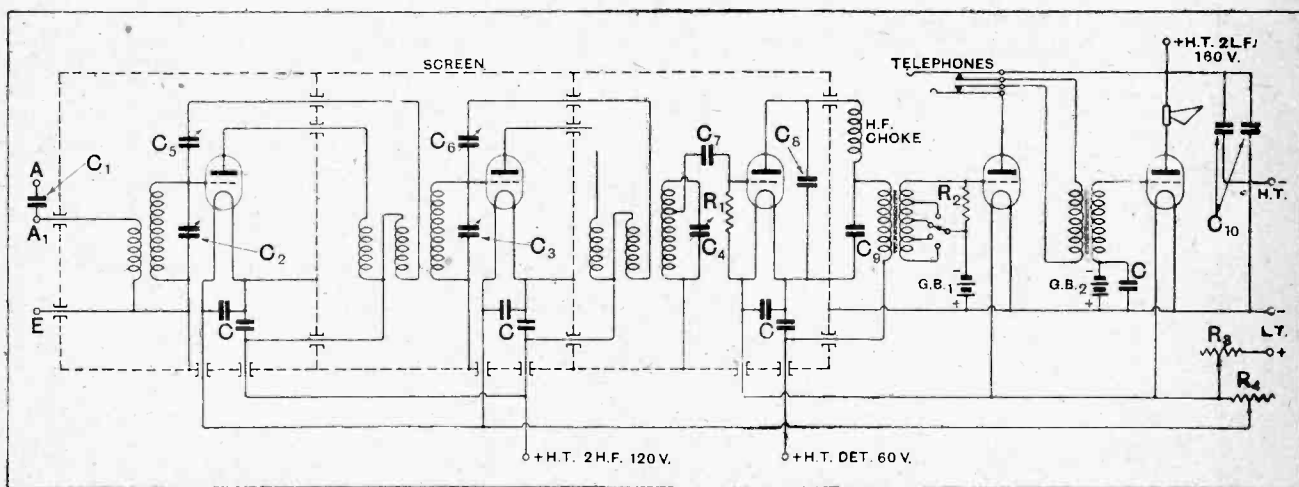 +H.T. 2 L.F.
160 V.
SCREEN
TELEPHONES
A
C1
A1
E
C5
C2
C
C6
C3
C
C7
R1
C4
C8
C
H.F.
CHOKE
C9
R2
G.B.1
-
+
G.B.2
-
+
C
C10
-
H.T.
-
L.T.
R3
+
R4
+H.T. 2 H.F. 120 V.
+H.T. DET. 60 V.